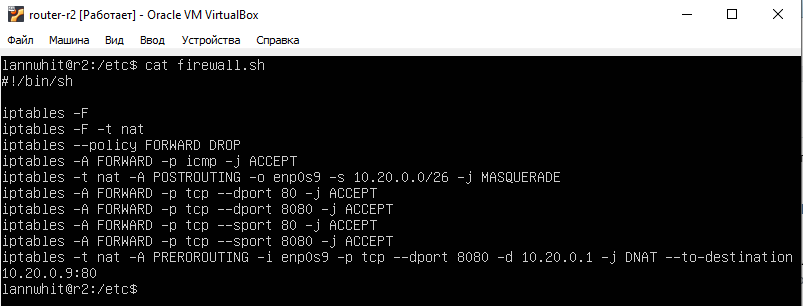 router-r2 [Работает] - Oracle VM VirtualBox
Файл Машина Вид Ввод Устройства Справка
lannwhit@r2:/etc$ cat firewall.sh
#!/bin/sh
iptables -F
iptables -F -t nat
iptables --policy FORWARD DROP
iptables -A FORWARD -p icmp -j ACCEPT
iptables -t nat -A POSTROUTING -o enp0s9 -s 10.20.0.0/26 -j MASQUERADE
iptables -A FORWARD -p tcp --dport 80 -j ACCEPT
iptables -A FORWARD -p tcp --dport 8080 -j ACCEPT
iptables -A FORWARD -p tcp --sport 80 -j ACCEPT
iptables -A FORWARD -p tcp --sport 8080 -j ACCEPT
iptables -t nat -A PREROROUTING -i enp0s9 -p tcp --dport 8080 -d 10.20.0.1 -j DNAT --to-destination
10.20.0.9:80
lannwhit@r2:/etc$